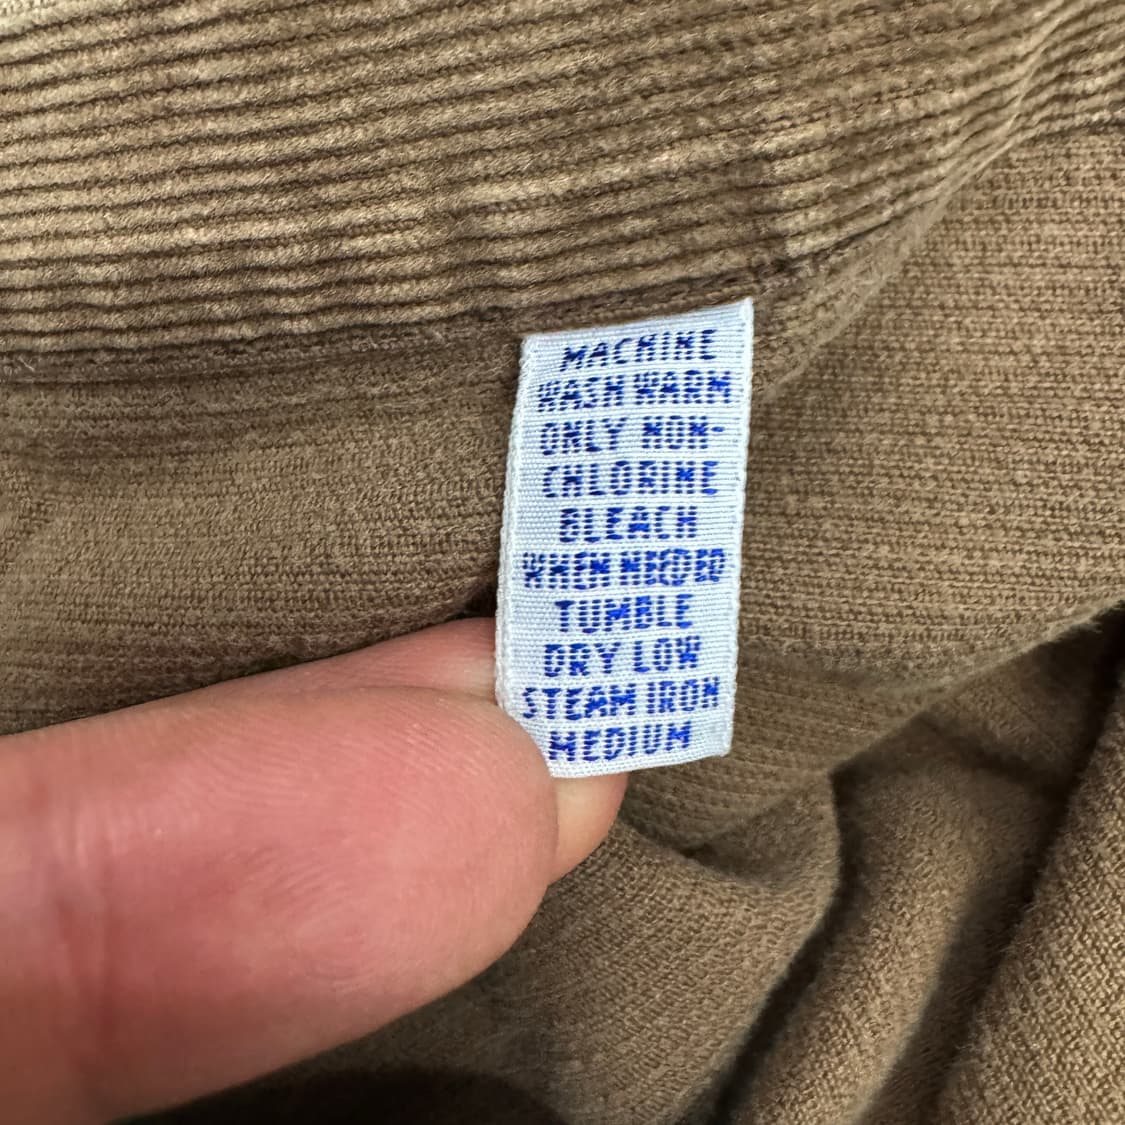 MACHINE
WASH WARM
ONLY NON-
CHLORINE
BLEACH
WHEN NEEDED
TUMBLE
DRY LOW
STEAM IRON
MEDIUM